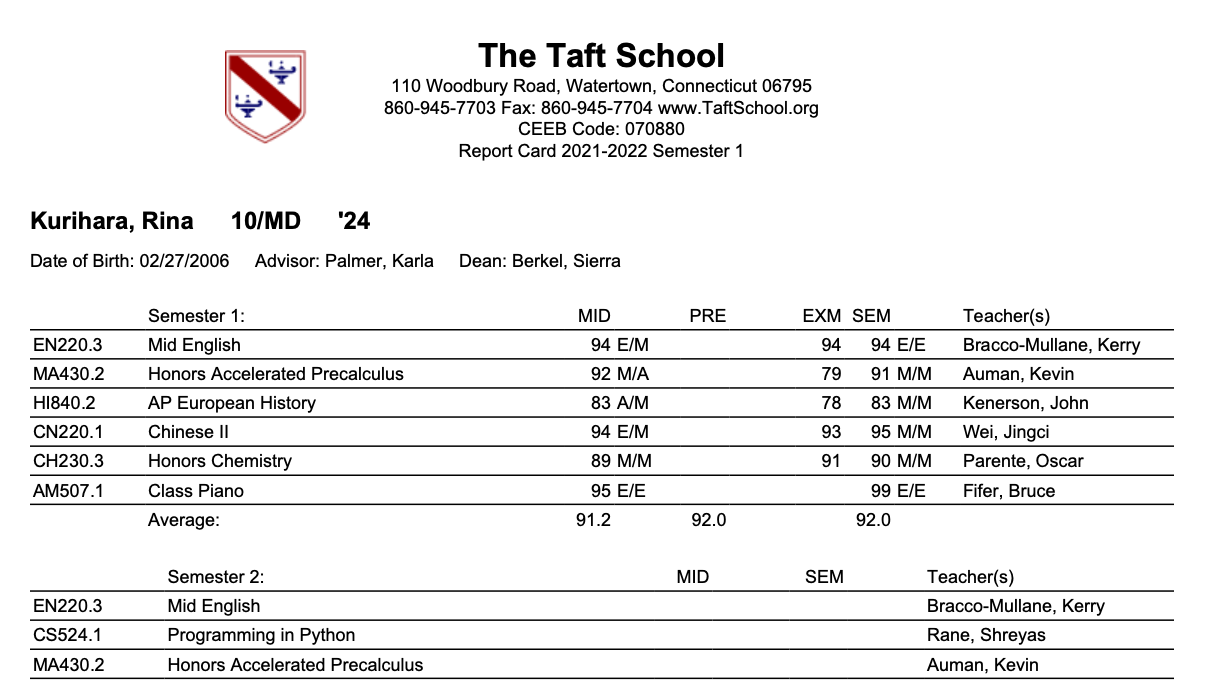 The Taft School
110 Woodbury Road, Watertown, Connecticut 06795
860-945-7703 Fax: 860-945-7704 www.TaftSchool.org
CEEB Code: 070880
Report Card 2021-2022 Semester 1
Kurihara, Rina 10/MD '24
Date of Birth: 02/27/2006 Advisor: Palmer, Karla Dean: Berkel, Sierra
Semester 1: MID PRE EXM SEM Teacher(s)
EN220.3 Mid English 94 E/M 94 94 E/E Bracco-Mullane, Kerry
MA430.2 Honors Accelerated Precalculus 92 M/A 79 91 M/M Auman, Kevin
HI840.2 AP European History 83 A/M 78 83 M/M Kenerson, John
CN220.1 Chinese II 94 E/M 93 95 M/M Wei, Jingci
CH230.3 Honors Chemistry 89 M/M 91 90 M/M Parente, Oscar
AM507.1 Class Piano 95 E/E 99 E/E Fifer, Bruce
Average: 91.2 92.0 92.0
Semester 2: MID SEM Teacher(s)
EN220.3 Mid English Bracco-Mullane, Kerry
CS524.1 Programming in Python Rane, Shreyas
MA430.2 Honors Accelerated Precalculus Auman, Kevin